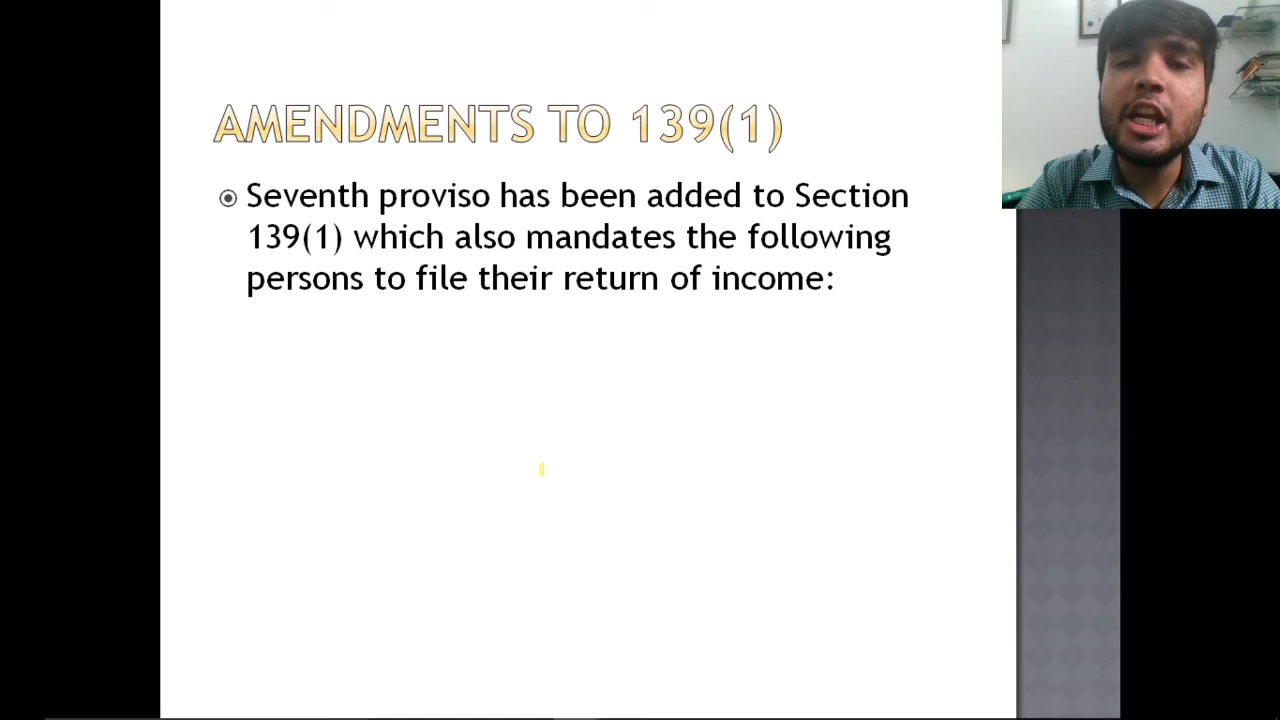 AMENDMENTS TO 139(1)
Seventh proviso has been added to Section
139(1) which also mandates the following
persons to file their return of income: